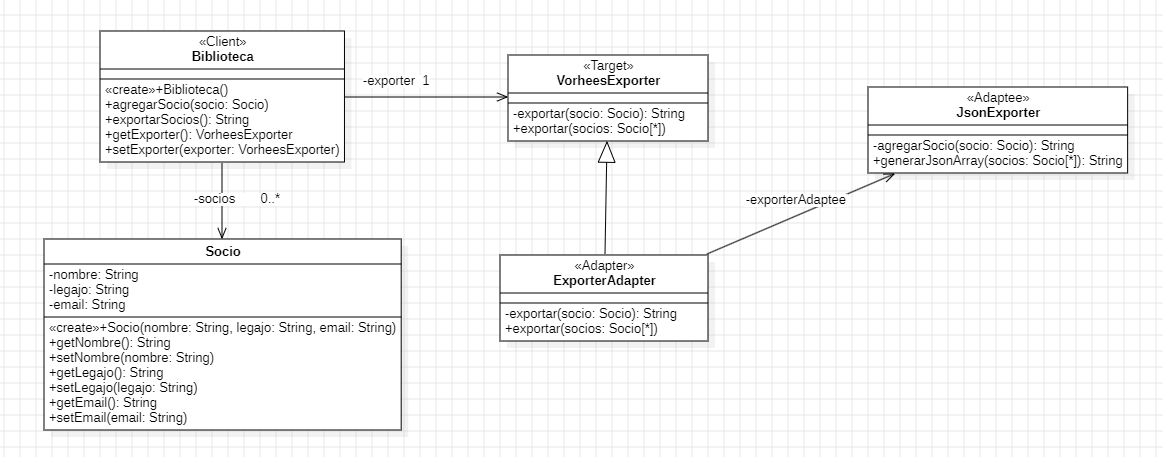 «Client»
Biblioteca
«create»+Biblioteca()
+agregarSocio(socio: Socio)
+exportarSocios(): String
+getExporter(): VorheesExporter
+setExporter(exporter: VorheesExporter)
-exporter 1
«Target»
VorheesExporter
-exportar(socio: Socio): String
+exportar(socios: Socio[*])
«Adaptee»
JsonExporter
-agregarSocio(socio: Socio): String
+generarJsonArray(socios: Socio[*]): String
-socios 0..*
-exporterAdaptee
Socio
-nombre: String
-legajo: String
-email: String
«create»+Socio(nombre: String, legajo: String, email: String)
+getNombre(): String
+setNombre(nombre: String)
+getLegajo(): String
+setLegajo(legajo: String)
+getEmail(): String
+setEmail(email: String)
«Adapter»
ExporterAdapter
-exportar(socio: Socio): String
+exportar(socios: Socio[*])